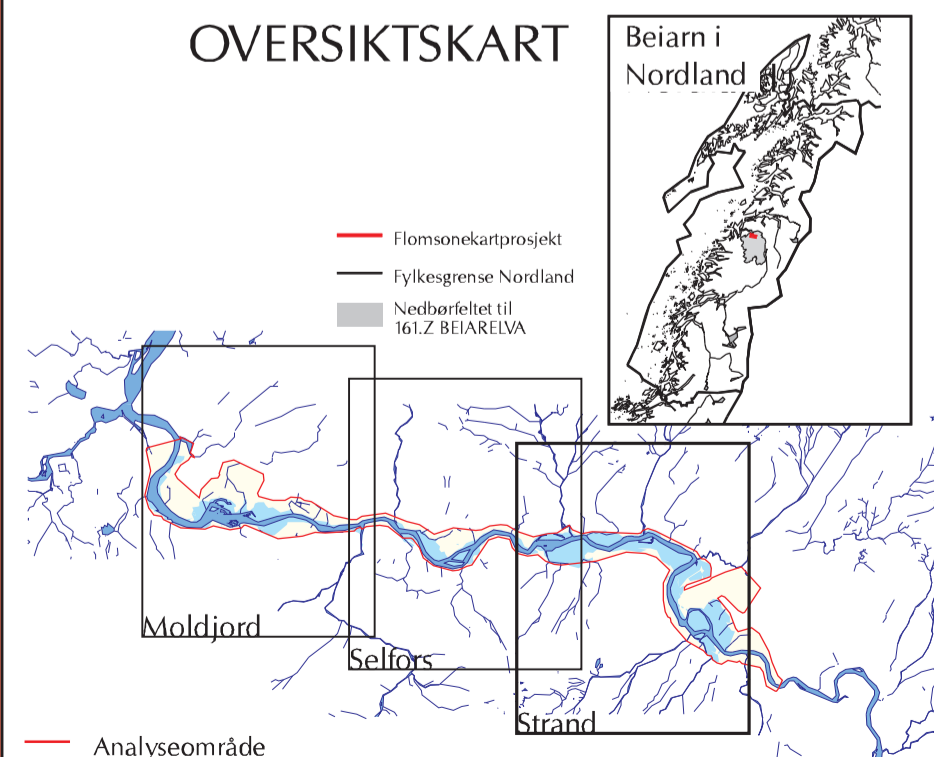 OVERSIKTSKART
Beiarn i
Nordland
Flomsonekartprosjekt
Fylkesgrense Nordland
Nedbørfeltet til
161.Z BEIARELVA
Moldjord
Selfors
Strand
Analyseområde